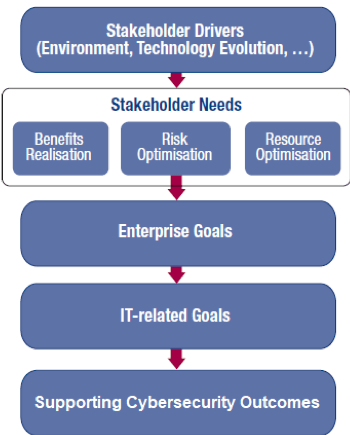 Stakeholder Drivers
(Environment, Technology Evolution, …)
Stakeholder Needs
Benefits
Realisation
Risk
Optimisation
Resource
Optimisation
Enterprise Goals
IT-related Goals
Supporting Cybersecurity Outcomes